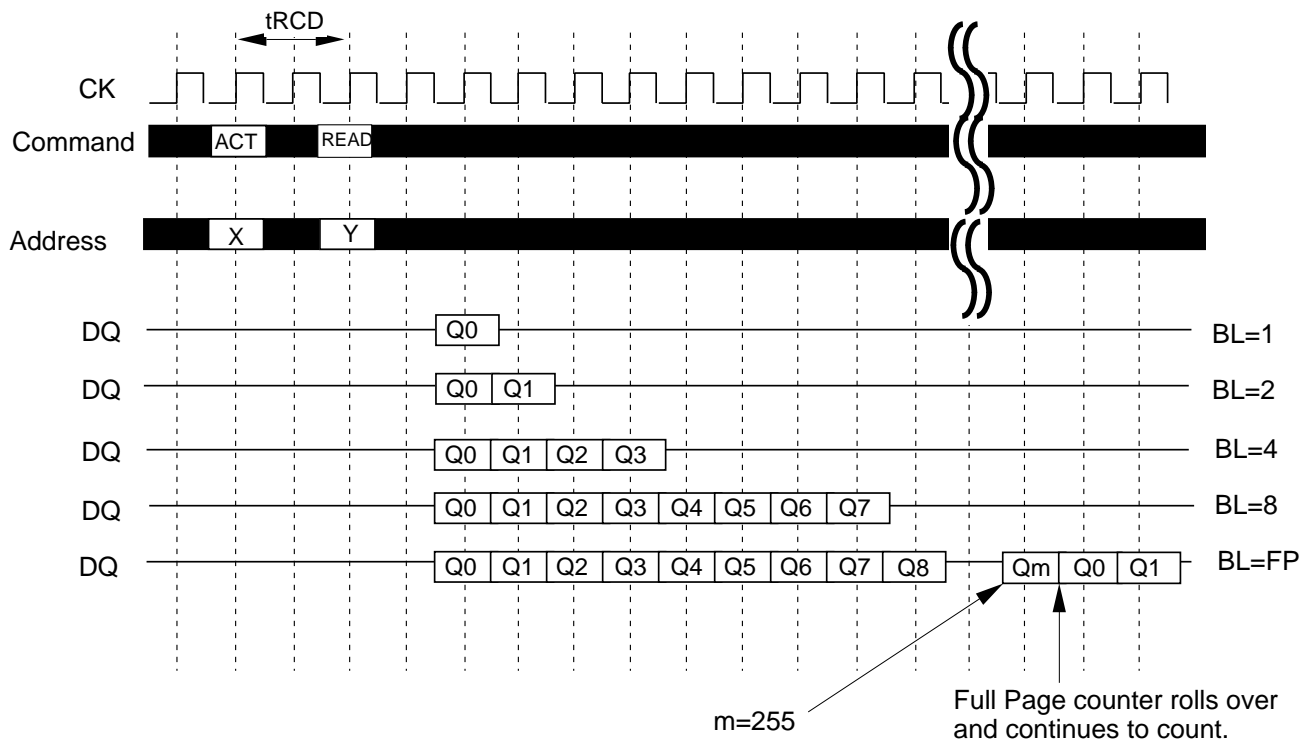 tRCD
CK
Command ACT READ
Address X Y
DQ Q0 BL=1
DQ Q0 Q1 BL=2
DQ Q0 Q1 Q2 Q3 BL=4
DQ Q0 Q1 Q2 Q3 Q4 Q5 Q6 Q7 BL=8
DQ Q0 Q1 Q2 Q3 Q4 Q5 Q6 Q7 Q8 Qm Q0 Q1 BL=FP
m=255
Full Page counter rolls over
and continues to count.